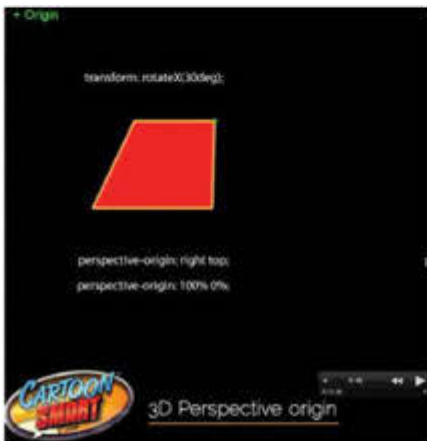 + Origin
transform: rotateX(30deg);
perspective-origin: right top;
perspective-origin: 100% 0%;
CARTOON
SMART
3D Perspective origin